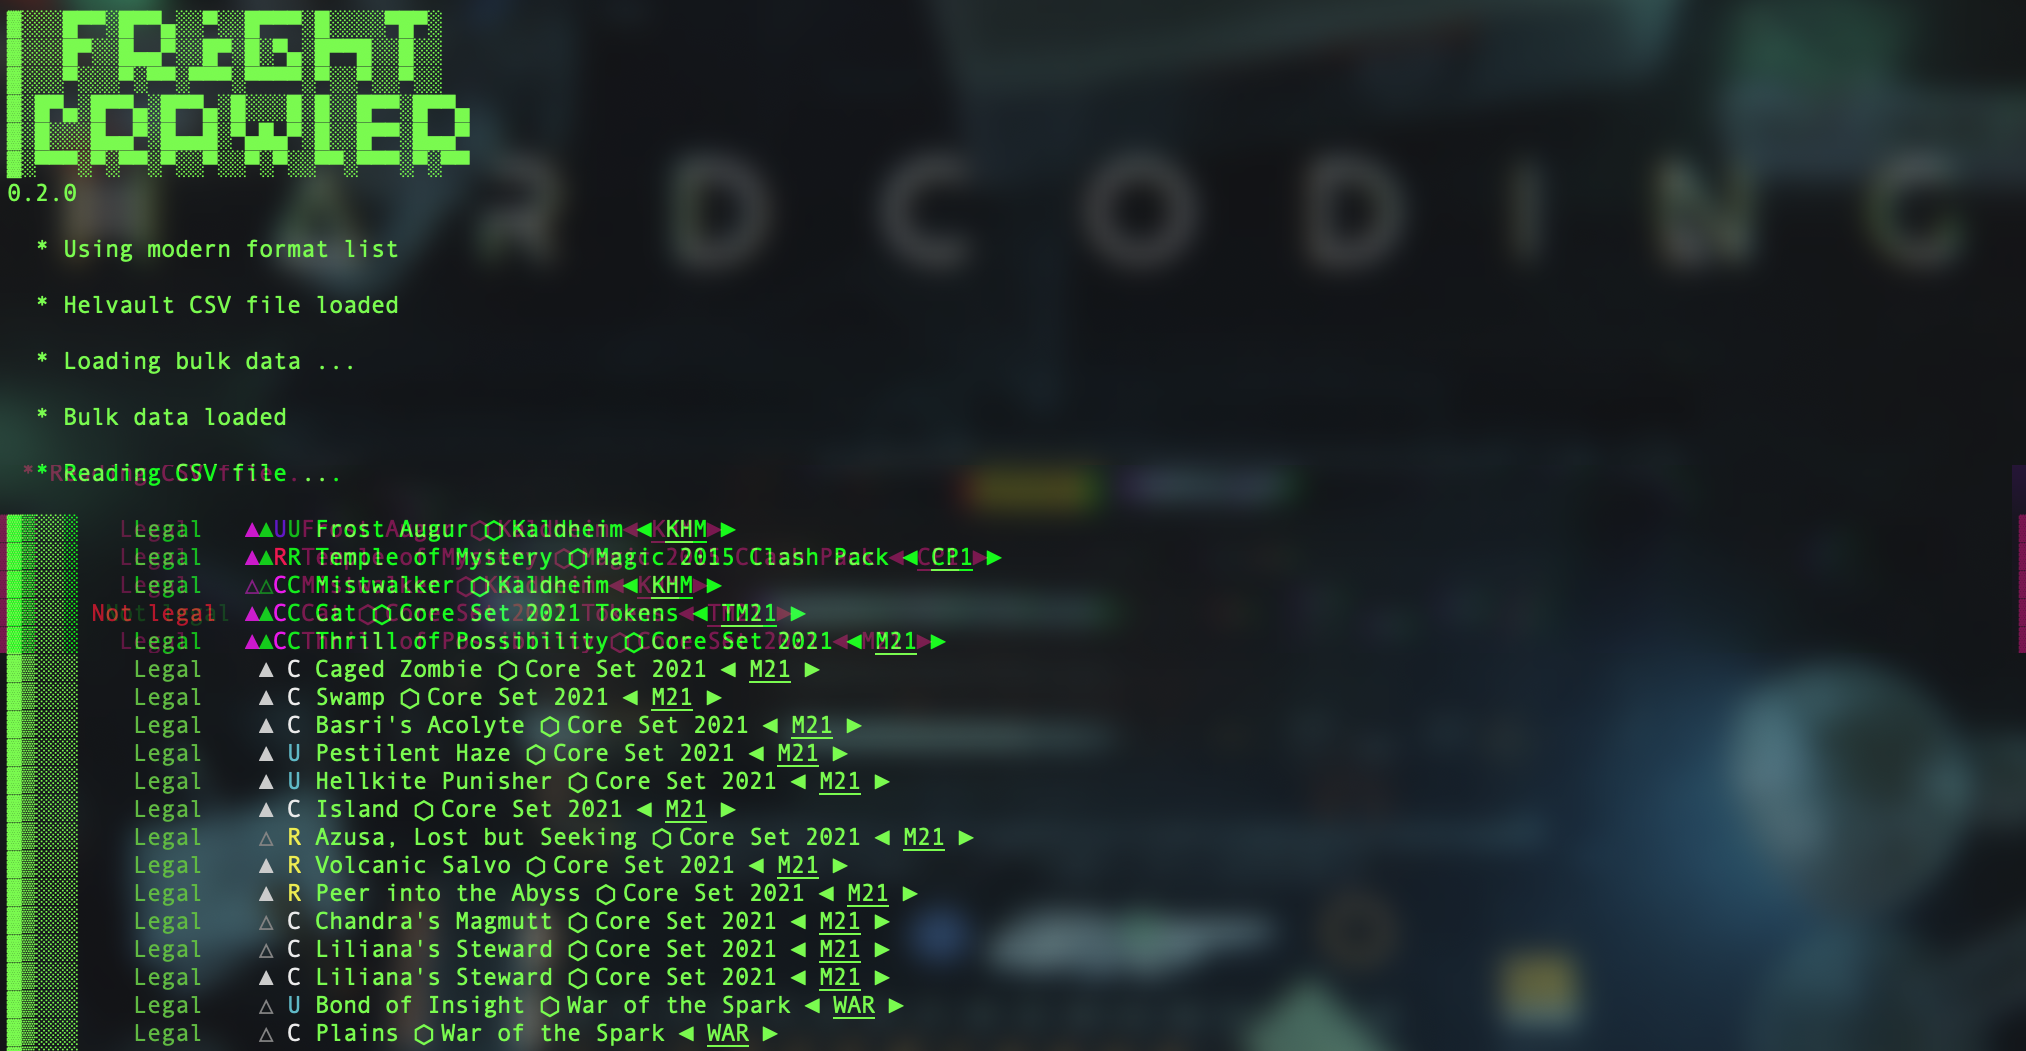 FRIGHT
CRAWLER
0.2.0
* Using modern format list
* Helvault CSV file loaded
* Loading bulk data ...
* Bulk data loaded
* Reading CSV file ...
HARDCODING
Legal ▲ U Frost Augur ⬡ Kaldheim ◀ KHM ▶
Legal ▲ R Temple of Mystery ⬡ Magic 2015 Clash Pack ◀ CP1 ▶
Legal △ C Mistwalker ⬡ Kaldheim ◀ KHM ▶
Not legal ▲ C Cat ⬡ Core Set 2021 Tokens ◀ TM21 ▶
Legal ▲ C Thrill of Possibility ⬡ Core Set 2021 ◀ M21 ▶
Legal ▲ C Caged Zombie ⬡ Core Set 2021 ◀ M21 ▶
Legal ▲ C Swamp ⬡ Core Set 2021 ◀ M21 ▶
Legal ▲ C Basri's Acolyte ⬡ Core Set 2021 ◀ M21 ▶
Legal ▲ U Pestilent Haze ⬡ Core Set 2021 ◀ M21 ▶
Legal ▲ U Hellkite Punisher ⬡ Core Set 2021 ◀ M21 ▶
Legal ▲ C Island ⬡ Core Set 2021 ◀ M21 ▶
Legal △ R Azusa, Lost but Seeking ⬡ Core Set 2021 ◀ M21 ▶
Legal ▲ R Volcanic Salvo ⬡ Core Set 2021 ◀ M21 ▶
Legal ▲ R Peer into the Abyss ⬡ Core Set 2021 ◀ M21 ▶
Legal △ C Chandra's Magmutt ⬡ Core Set 2021 ◀ M21 ▶
Legal △ C Liliana's Steward ⬡ Core Set 2021 ◀ M21 ▶
Legal ▲ C Liliana's Steward ⬡ Core Set 2021 ◀ M21 ▶
Legal △ U Bond of Insight ⬡ War of the Spark ◀ WAR ▶
Legal △ C Plains ⬡ War of the Spark ◀ WAR ▶